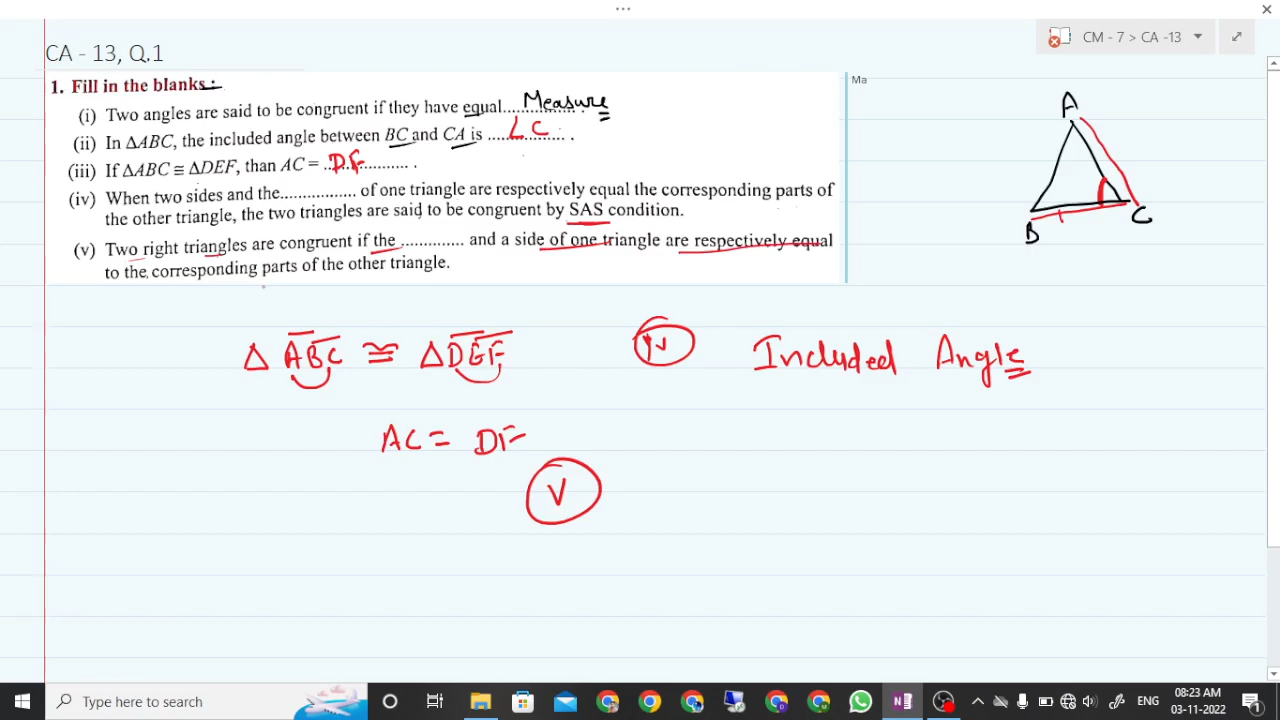 CA - 13, Q.1
CM - 7 > CA -13
1. Fill in the blanks :
(i) Two angles are said to be congruent if they have equal.... Measure .
(ii) In ΔABC, the included angle between BC and CA is ..... ∠C ..... .
(iii) If ΔABC ≡ ΔDEF, than AC = .. DF .......... .
(iv) When two sides and the................ of one triangle are respectively equal the corresponding parts of
the other triangle, the two triangles are said to be congruent by SAS condition.
(v) Two right triangles are congruent if the ............. and a side of one triangle are respectively equal
to the corresponding parts of the other triangle.
Ma
A
B
C
Δ ABC ≅ Δ DEF
iv Included Angle
AC = DF
V
Type here to search
ENG
08:23 AM
03-11-2022
1